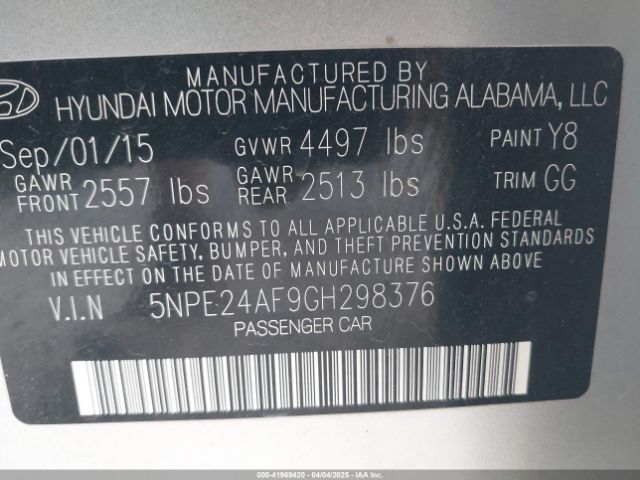 MANUFACTURED BY
HYUNDAI MOTOR MANUFACTURING ALABAMA, LLC
Sep/01/15 GVWR 4497 lbs PAINT Y8
GAWR FRONT 2557 lbs GAWR REAR 2513 lbs TRIM GG
THIS VEHICLE CONFORMS TO ALL APPLICABLE U.S.A. FEDERAL
MOTOR VEHICLE SAFETY, BUMPER, AND THEFT PREVENTION STANDARDS
IN EFFECT ON THE DATE OF MANUFACTURE SHOWN ABOVE.
V.I.N 5NPE24AF9GH298376
PASSENGER CAR
000-41969420 - 04/04/2025 - IAA Inc.